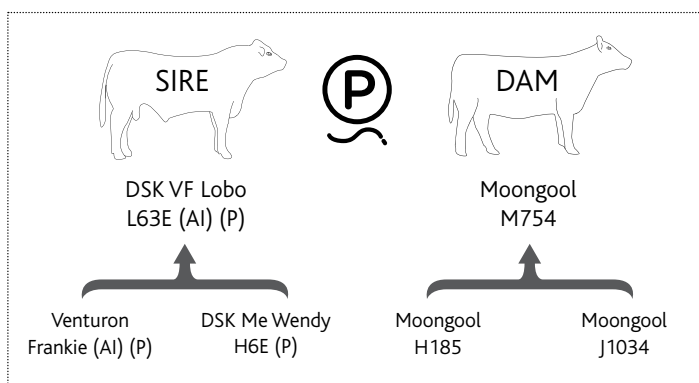 SIRE
P
DAM
DSK VF Lobo
L63E (AI) (P)
Moongool
M754
Venturon
Frankie (AI) (P)
DSK Me Wendy
H6E (P)
Moongool
H185
Moongool
J1034